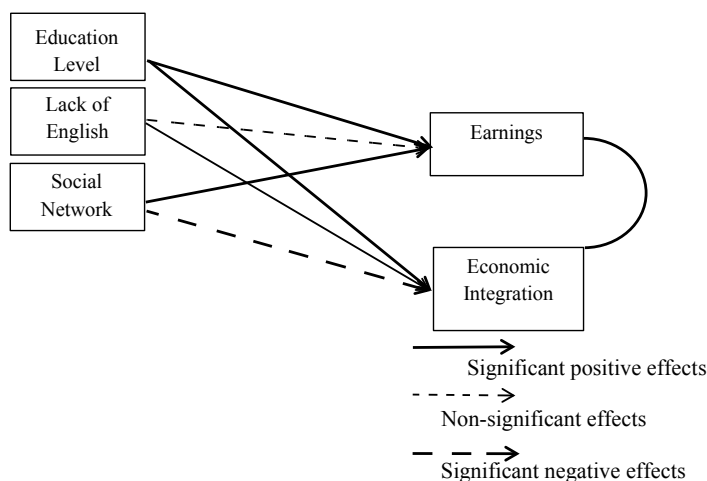 Education
Level
Lack of
English
Social
Network
Earnings
Economic
Integration
Significant positive effects
Non-significant effects
Significant negative effects